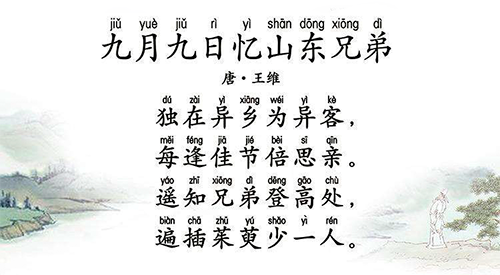 jiǔ yuè jiǔ rì yì shān dōng xiōng dì
九月九日忆山东兄弟
唐·王维
dú zài yì xiāng wéi yì kè
独在异乡为异客，
měi féng jiā jié bèi sī qīn
每逢佳节倍思亲。
yáo zhī xiōng dì dēng gāo chù
遥知兄弟登高处，
biàn chā zhū yú shǎo yì rén
遍插茱萸少一人。